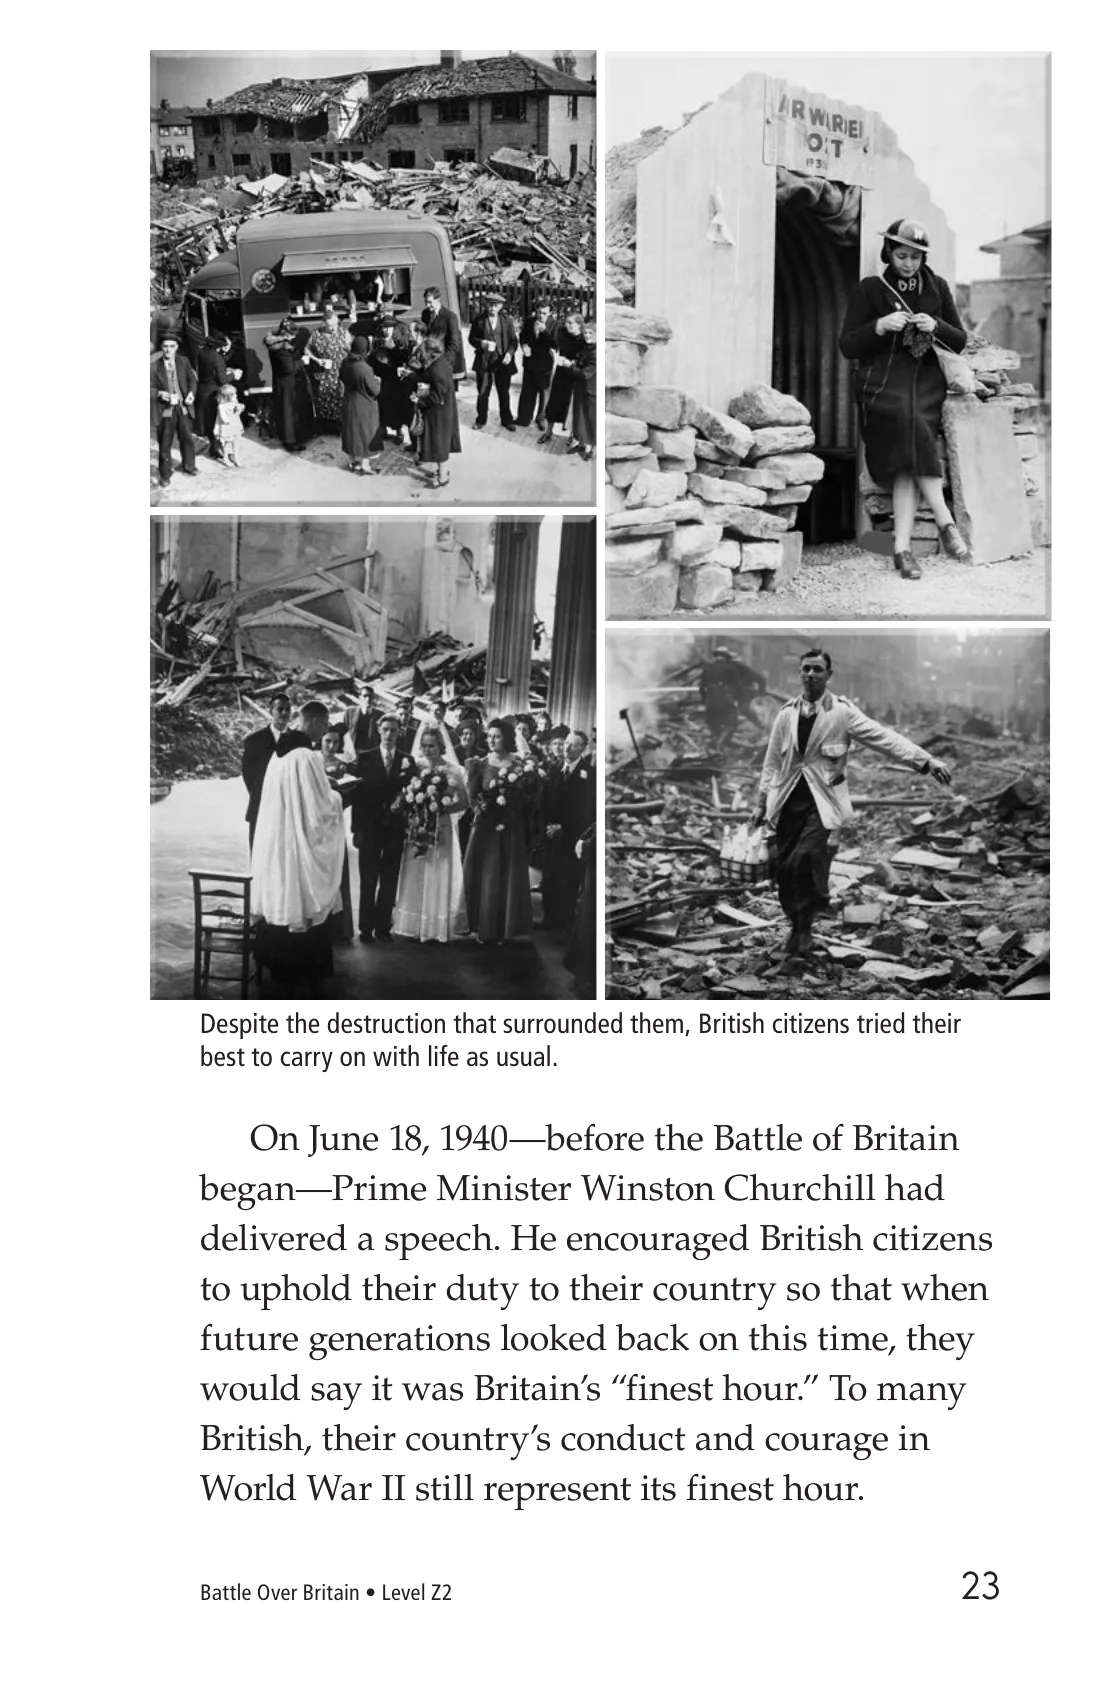 POST
193
Despite the destruction that surrounded them, British citizens tried their
best to carry on with life as usual.
On June 18, 1940—before the Battle of Britain
began—Prime Minister Winston Churchill had
delivered a speech. He encouraged British citizens
to uphold their duty to their country so that when
future generations looked back on this time, they
would say it was Britain’s “finest hour.” To many
British, their country’s conduct and courage in
World War II still represent its finest hour.
Battle Over Britain • Level Z2
23